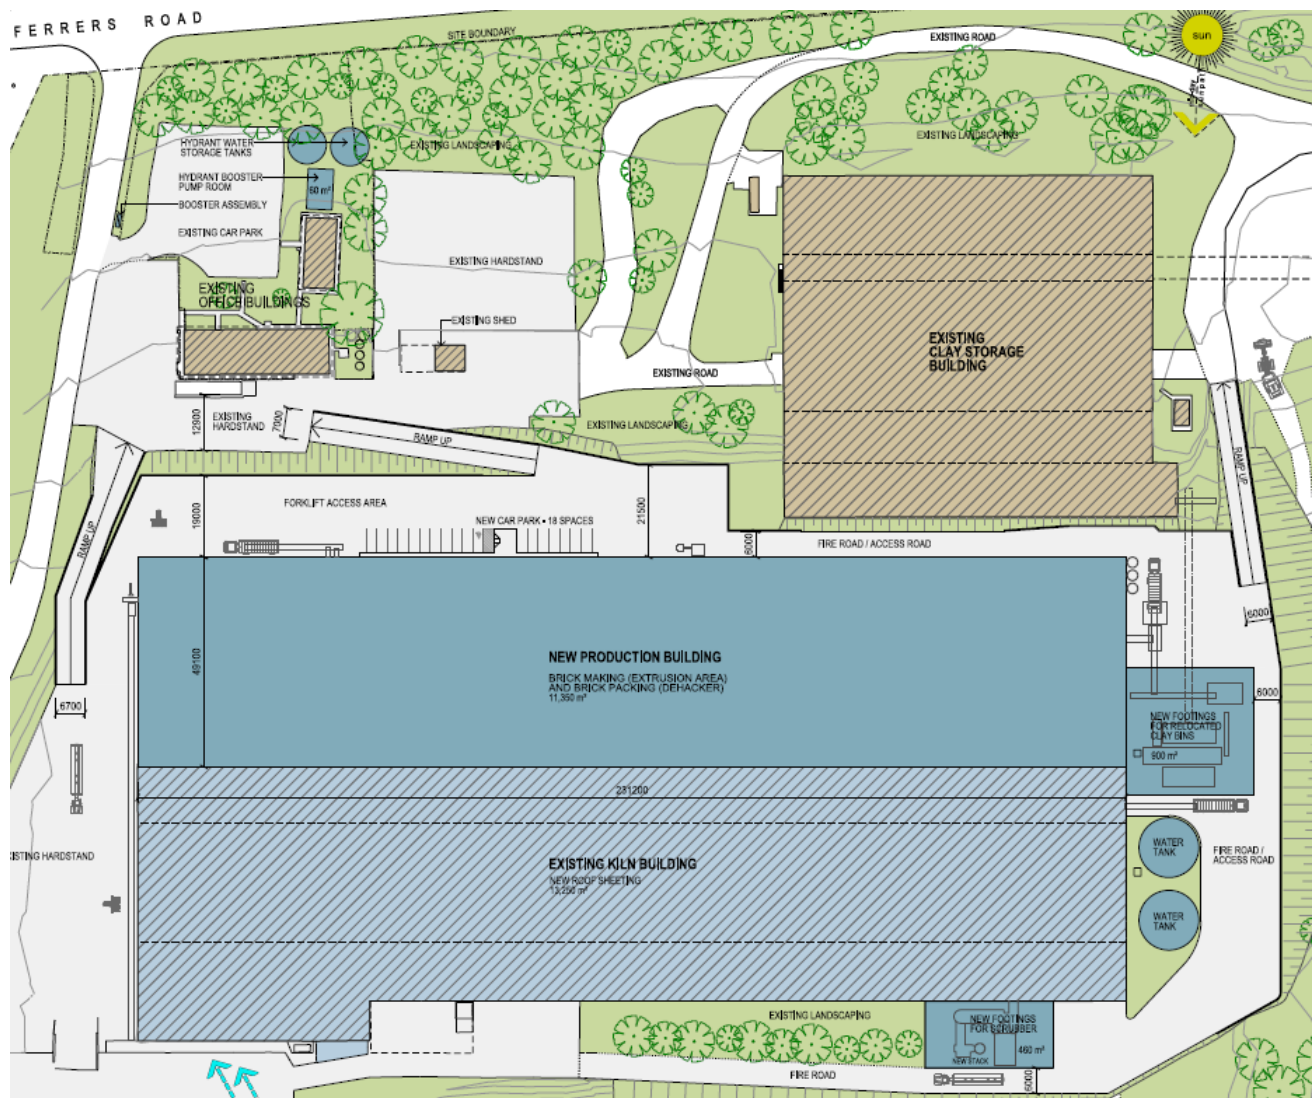 FERRERS ROAD
SITE BOUNDARY
EXISTING ROAD
sun
HYDRANT WATER
STORAGE TANKS
EXISTING LANDSCAPING
EXISTING LANDSCAPING
HYDRANT BOOSTER
PUMP ROOM
60 m²
BOOSTER ASSEMBLY
EXISTING CAR PARK
EXISTING HARDSTAND
EXISTING
OFFICE BUILDINGS
EXISTING SHED
EXISTING
CLAY STORAGE
BUILDING
EXISTING ROAD
12900
EXISTING
HARDSTAND
7000
RAMP UP
EXISTING LANDSCAPING
RAMP UP
RAMP UP
FORKLIFT ACCESS AREA
19000
NEW CAR PARK - 18 SPACES
21500
6000
FIRE ROAD / ACCESS ROAD
6000
49100
NEW PRODUCTION BUILDING
BRICK MAKING (EXTRUSION AREA)
AND BRICK PACKING (DEHACKER)
11,350 m²
6700
6000
NEW FOOTINGS
FOR RELOCATED
CLAY BINS
900 m²
231200
EXISTING KILN BUILDING
NEW ROOF SHEETING
13,250 m²
WATER
TANK
FIRE ROAD /
ACCESS ROAD
XISTING HARDSTAND
WATER
TANK
EXISTING LANDSCAPING
NEW FOOTINGS
FOR SCRUBBER
460 m²
NEW STACK
FIRE ROAD
6000